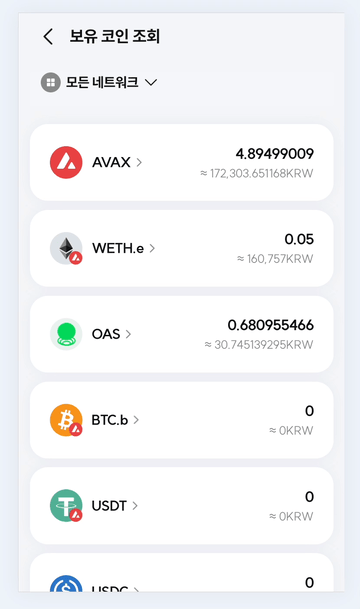 보유 코인 조회
모든 네트워크
AVAX
4.89499009
≈ 172,303.651168KRW
WETH.e
0.05
≈ 160,757KRW
OAS
0.680955466
≈ 30.745139295KRW
BTC.b
0
≈ 0KRW
USDT
0
≈ 0KRW
USDC
0